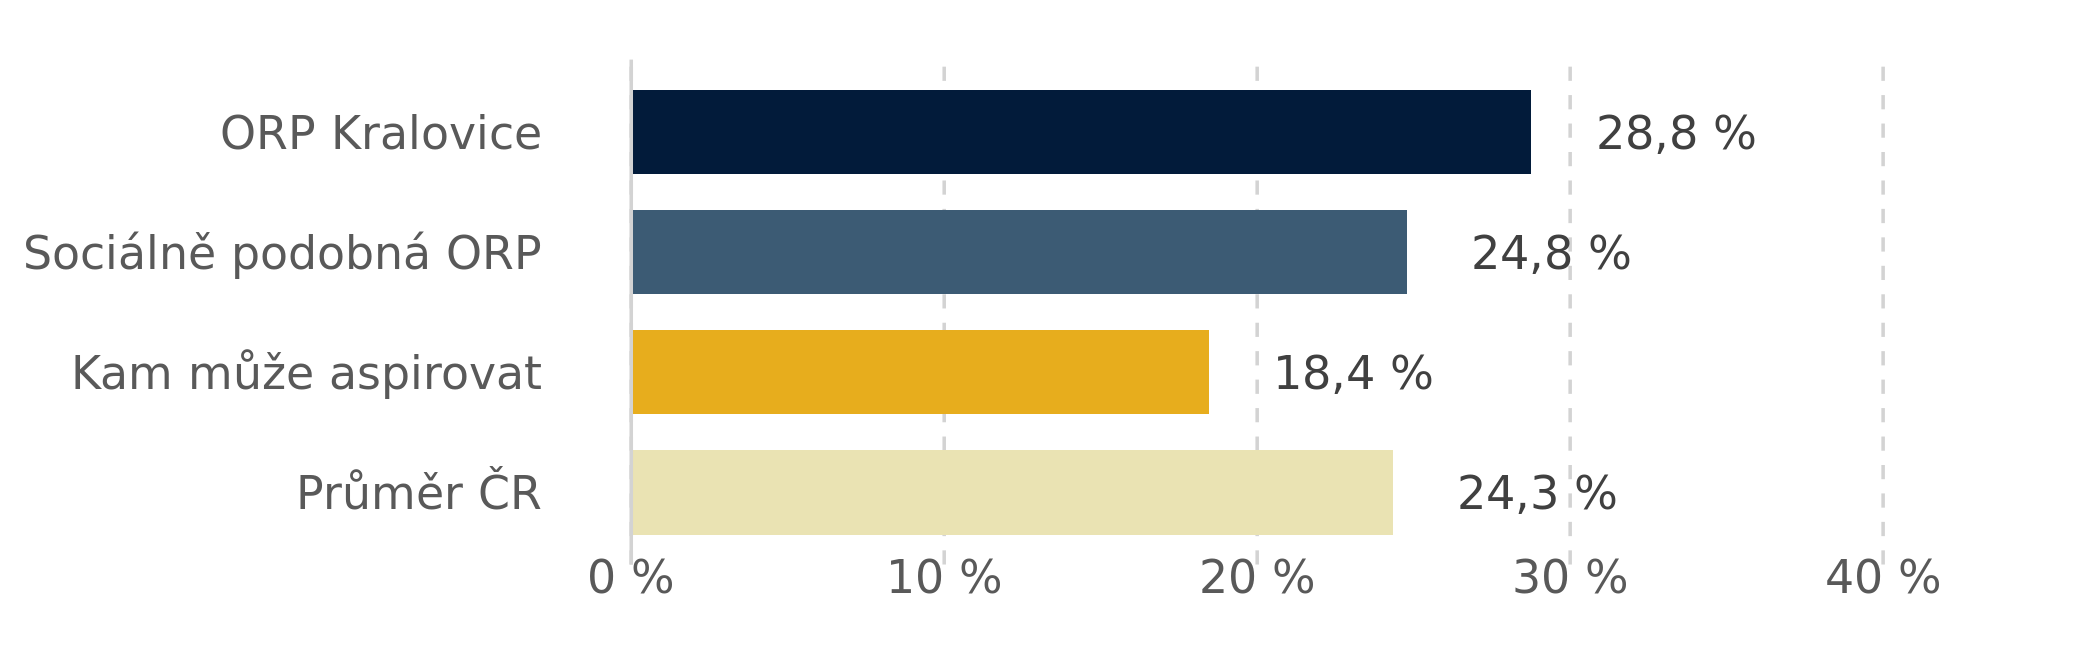 ORP Kralovice 28,8 %
Sociálně podobná ORP 24,8 %
Kam může aspirovat 18,4 %
Průměr ČR 24,3 %
0 % 10 % 20 % 30 % 40 %